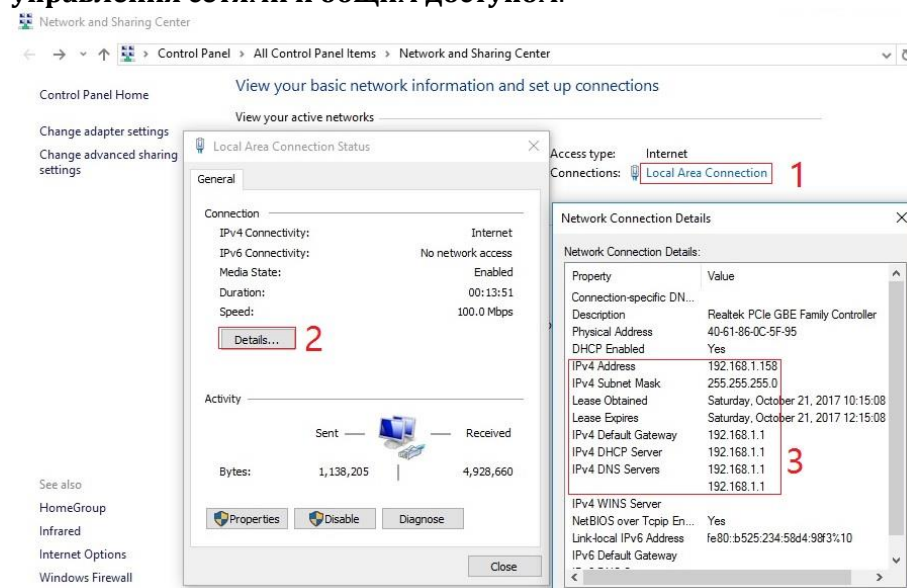 управления сетями и общим доступом.
Network and Sharing Center
Control Panel > All Control Panel Items > Network and Sharing Center
Control Panel Home
Change adapter settings
Change advanced sharing
settings
See also
HomeGroup
Infrared
Internet Options
Windows Firewall
View your basic network information and set up connections
View your active networks
Access type: Internet
Connections: Local Area Connection 1
Local Area Connection Status
General
Connection
IPv4 Connectivity: Internet
IPv6 Connectivity: No network access
Media State: Enabled
Duration: 00:13:51
Speed: 100.0 Mbps
Details... 2
Activity
Sent — — Received
Bytes: 1,138,205 | 4,928,660
Properties Disable Diagnose
Close
Network Connection Details
Network Connection Details:
Property Value
Connection-specific DN...
Description Realtek PCIe GBE Family Controller
Physical Address 40-61-86-0C-5F-95
DHCP Enabled Yes
IPv4 Address 192.168.1.158
IPv4 Subnet Mask 255.255.255.0
Lease Obtained Saturday, October 21, 2017 10:15:08
Lease Expires Saturday, October 21, 2017 12:15:08
IPv4 Default Gateway 192.168.1.1
IPv4 DHCP Server 192.168.1.1
IPv4 DNS Servers 192.168.1.1
192.168.1.1
3
IPv4 WINS Server
NetBIOS over Tcpip En... Yes
Link-local IPv6 Address fe80::b525:234:58d4:98f3%10
IPv6 Default Gateway